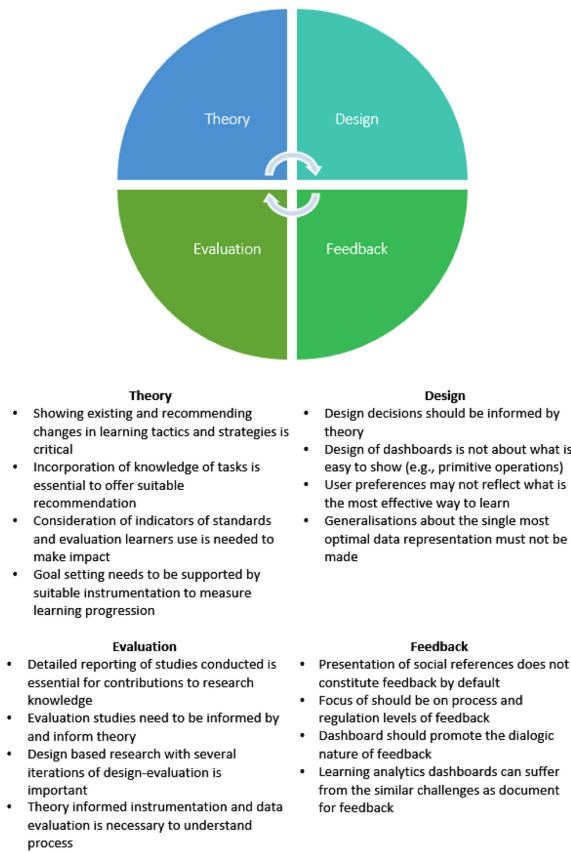 Theory
Design
Evaluation
Feedback
Theory
• Showing existing and recommending
changes in learning tactics and strategies is
critical
• Incorporation of knowledge of tasks is
essential to offer suitable
recommendation
• Consideration of indicators of standards
and evaluation learners use is needed to
make impact
• Goal setting needs to be supported by
suitable instrumentation to measure
learning progression
Design
• Design decisions should be informed by
theory
• Design of dashboards is not about what is
easy to show (e.g., primitive operations)
• User preferences may not reflect what is
the most effective way to learn
• Generalisations about the single most
optimal data representation must not be
made
Evaluation
• Detailed reporting of studies conducted is
essential for contributions to research
knowledge
• Evaluation studies need to be informed by
and inform theory
• Design based research with several
iterations of design-evaluation is
important
• Theory informed instrumentation and data
evaluation is necessary to understand
process
Feedback
• Presentation of social references does not
constitute feedback by default
• Focus of should be on process and
regulation levels of feedback
• Dashboard should promote the dialogic
nature of feedback
• Learning analytics dashboards can suffer
from the similar challenges as document
for feedback